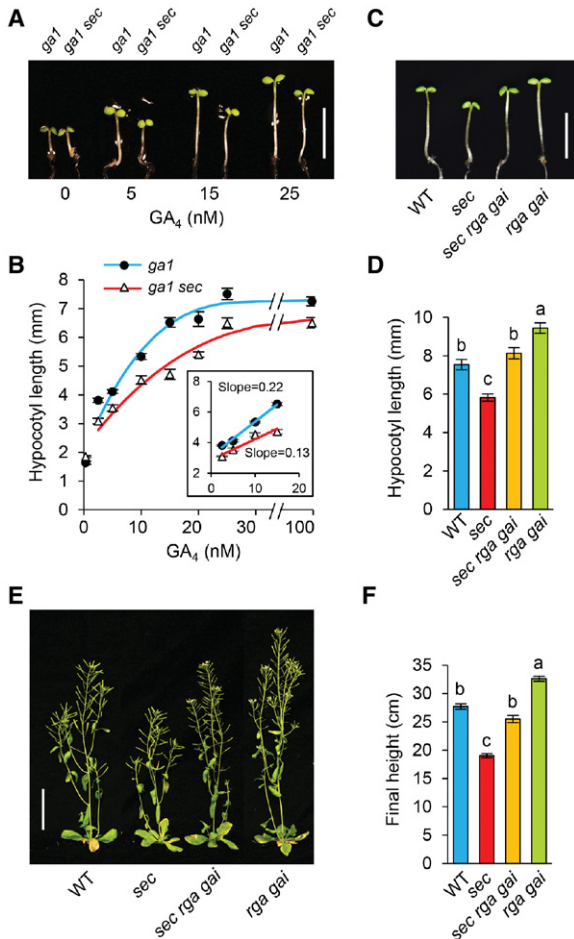 A
ga1
ga1 sec
ga1
ga1 sec
ga1
ga1 sec
ga1
ga1 sec
0 5 15 25
GA4 (nM)
C
WT
sec
sec rga gai
rga gai
B
ga1
ga1 sec
Hypocotyl length (mm)
8
7
6
5
4
3
2
1
0
Slope=0.22
Slope=0.13
8
6
4
2
0 10 20
0 10 20 30 100
GA4 (nM)
D
Hypocotyl length (mm)
10
8
6
4
2
0
b
c
b
a
WT
sec
sec rga gai
rga gai
E
WT
sec
sec rga gai
rga gai
F
Final height (cm)
35
30
25
20
15
10
5
0
b
c
b
a
WT
sec
sec rga gai
rga gai